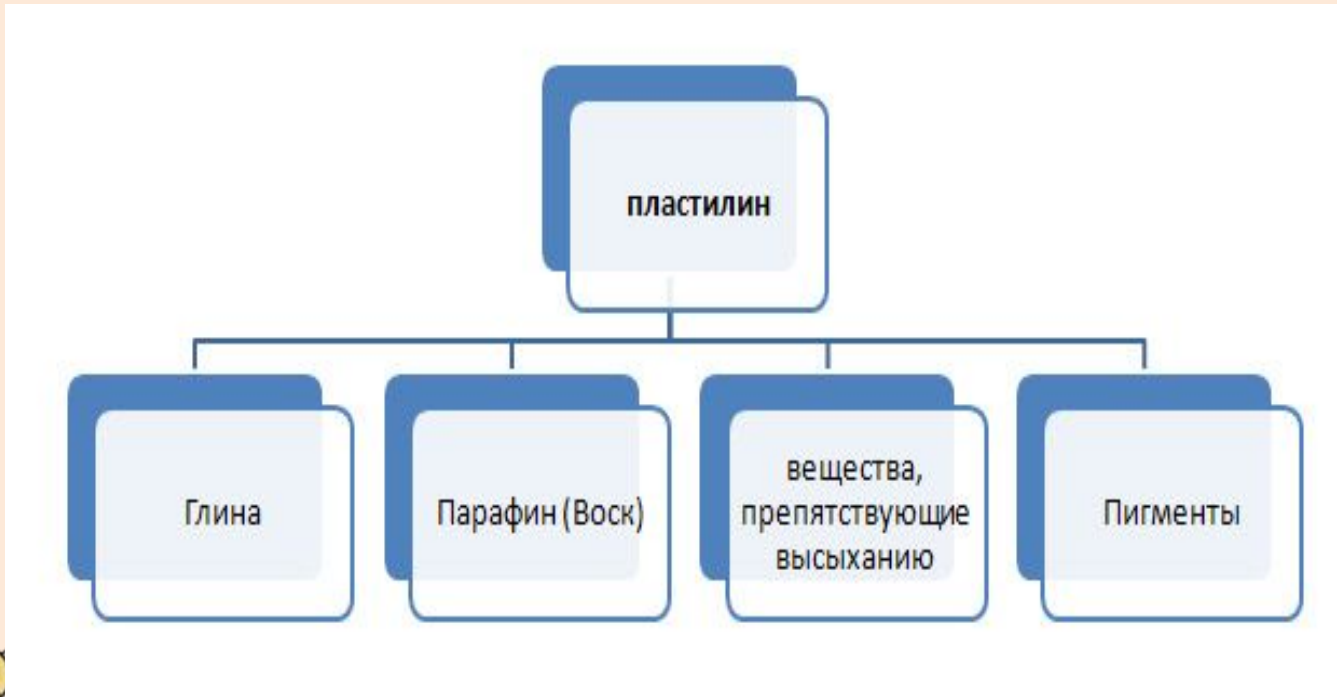 пластилин
Глина
Парафин (Воск)
вещества,
препятствующие
высыханию
Пигменты